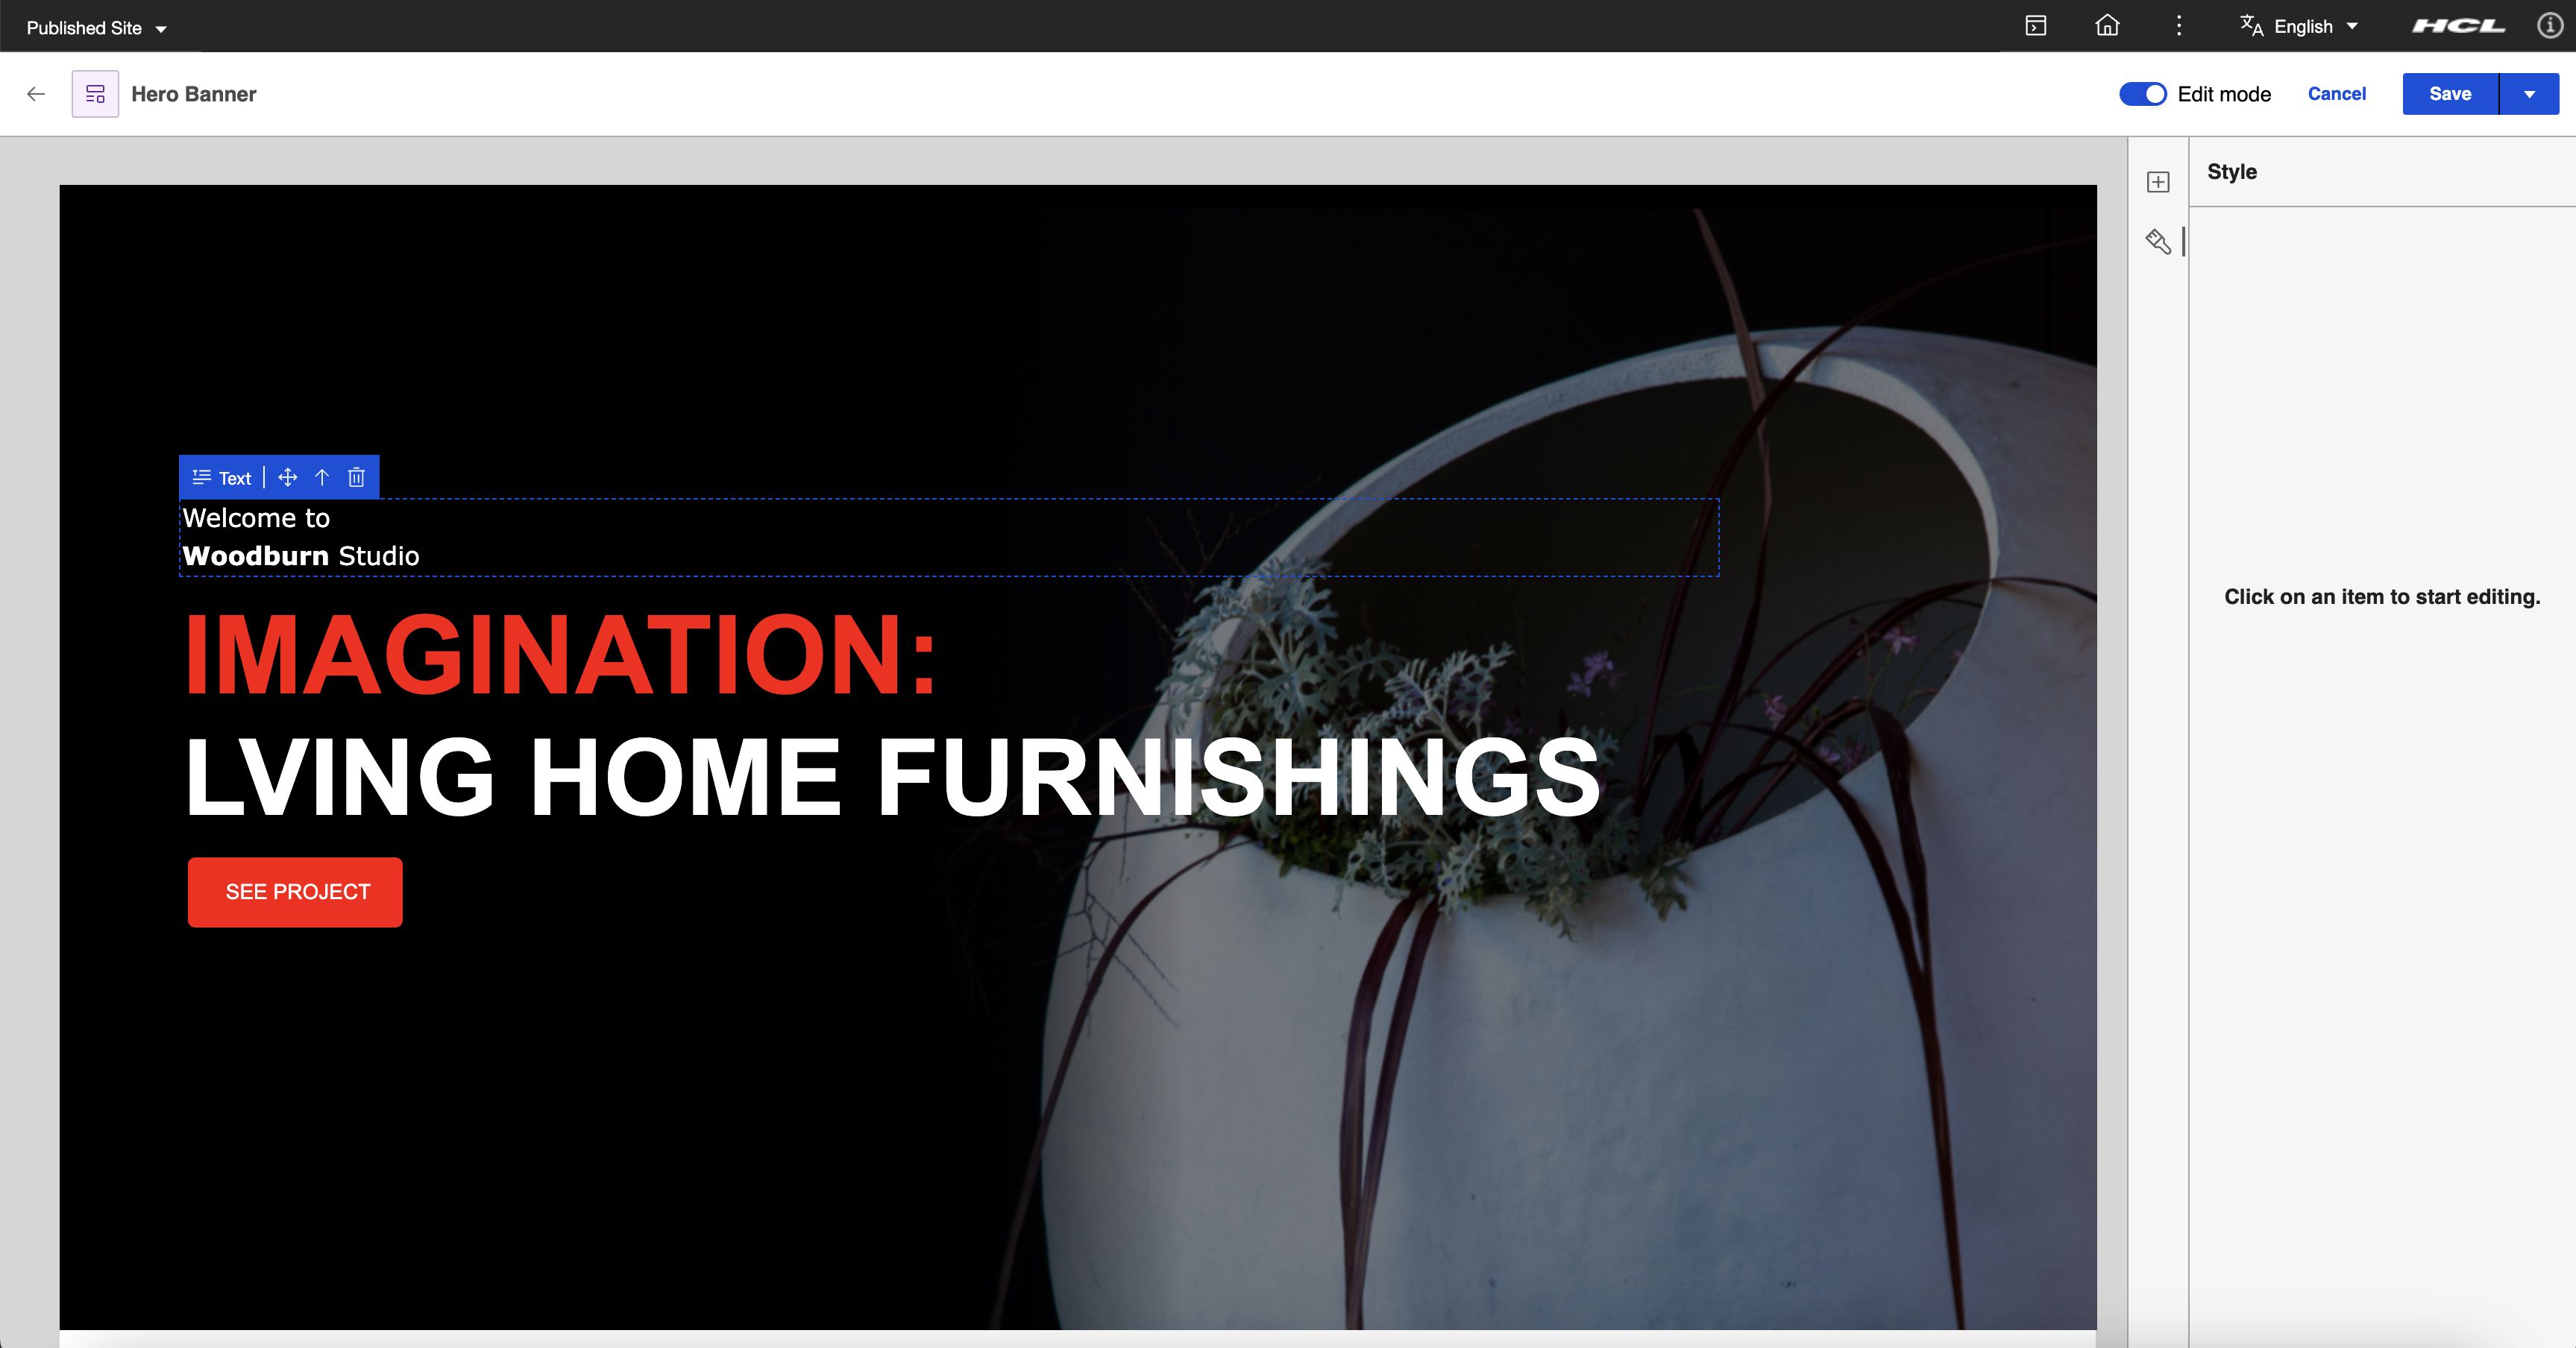 Published Site
English
HCL
Hero Banner
Edit mode
Cancel
Save
Style
Text
Welcome to
Woodburn Studio
IMAGINATION:
LVING HOME FURNISHINGS
SEE PROJECT
Click on an item to start editing.